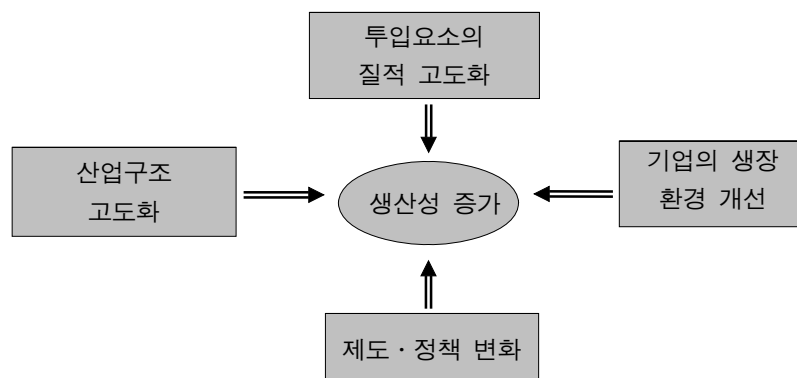 투입요소의
질적 고도화
산업구조
고도화
생산성 증가
기업의 생장
환경 개선
제도·정책 변화